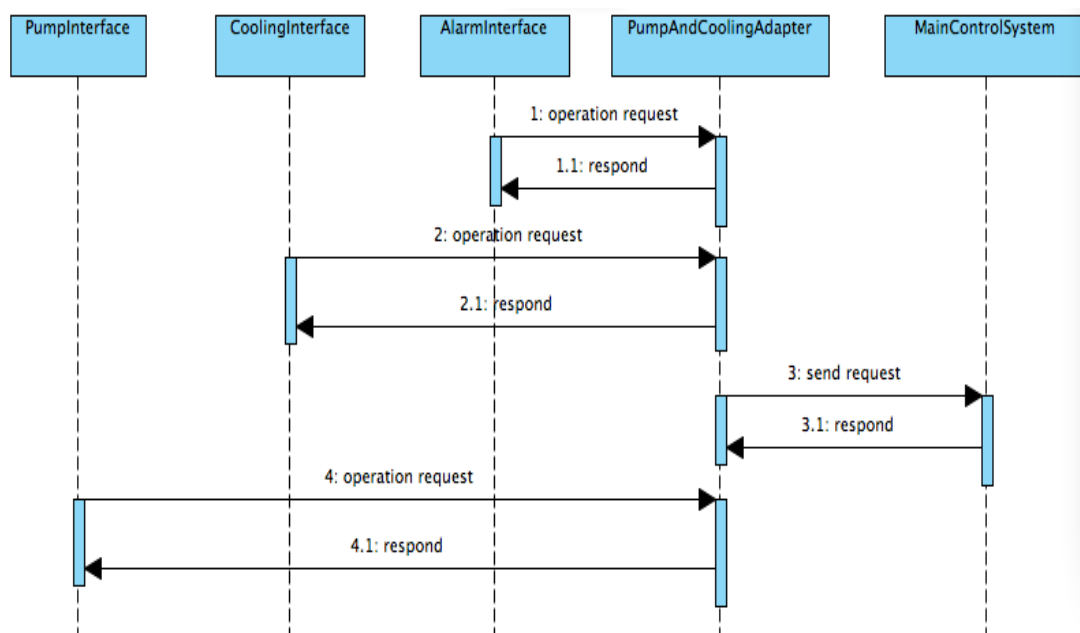 PumpInterface
CoolingInterface
AlarmInterface
PumpAndCoolingAdapter
MainControlSystem
1: operation request
1.1: respond
2: operation request
2.1: respond
3: send request
3.1: respond
4: operation request
4.1: respond